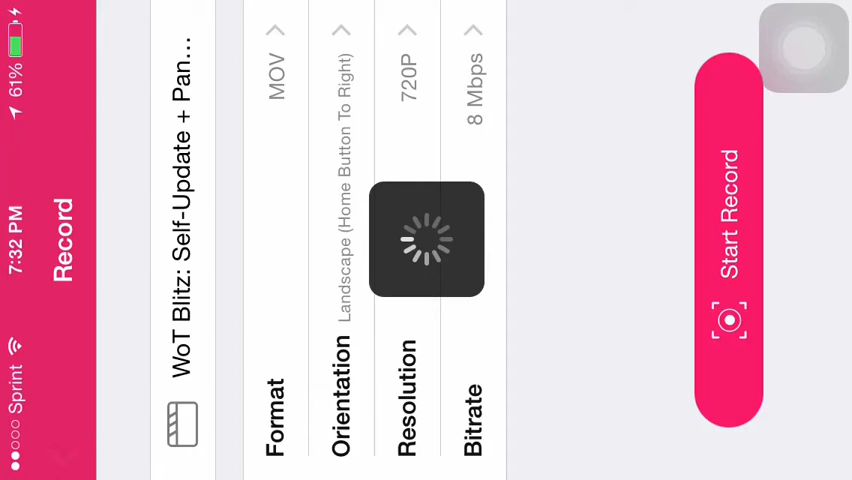 Sprint 7:32 PM 61%
Record
WoT Blitz: Self-Update + Pan...
Format MOV
Orientation Landscape (Home Button To Right)
Resolution 720P
Bitrate 8 Mbps
Start Record